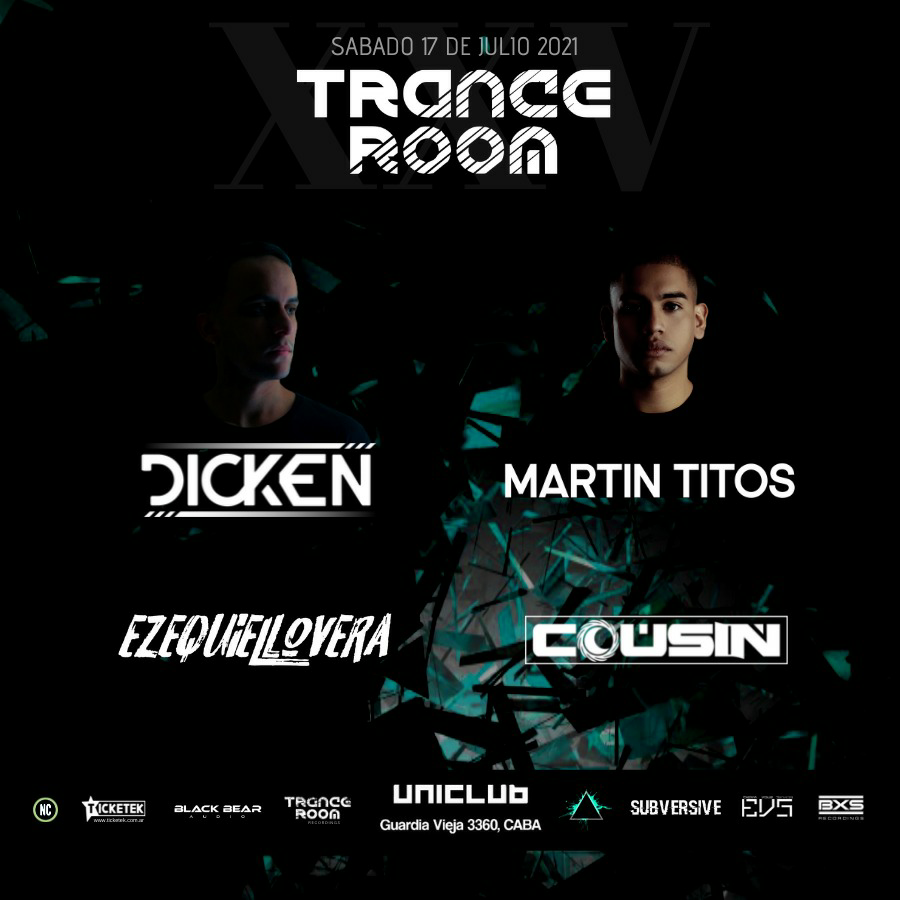 XXV
SABADO 17 DE JULIO 2021
TRANCE
ROOM
DICKEN
MARTIN TITOS
EZEQUIEL LOVERA
COUSIN
NC
TICKETEK
www.ticketek.com.ar
BLACK BEAR
AUDIO
TRANCE
ROOM
RECORDINGS
UNICLUB
Guardia Vieja 3360, CABA
SUBVERSIVE
EVS
BXS
RECORDINGS